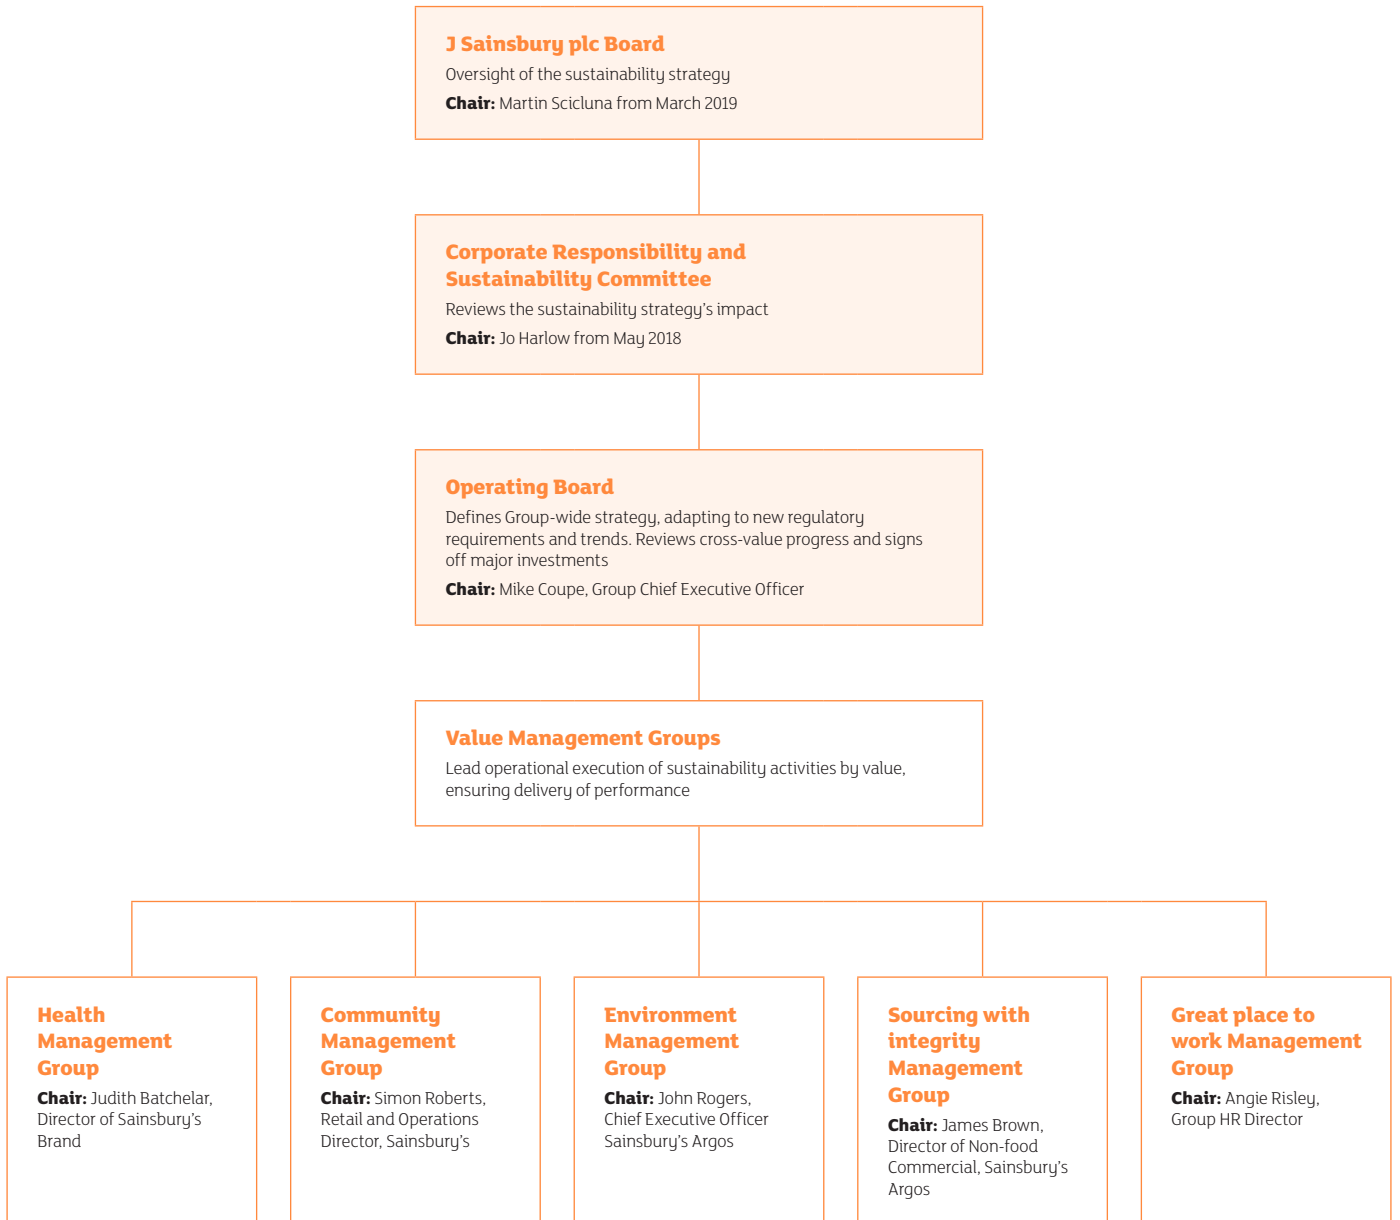 J Sainsbury plc Board
Oversight of the sustainability strategy
Chair: Martin Scicluna from March 2019
Corporate Responsibility and
Sustainability Committee
Reviews the sustainability strategy’s impact
Chair: Jo Harlow from May 2018
Operating Board
Defines Group-wide strategy, adapting to new regulatory
requirements and trends. Reviews cross-value progress and signs
off major investments
Chair: Mike Coupe, Group Chief Executive Officer
Value Management Groups
Lead operational execution of sustainability activities by value,
ensuring delivery of performance
Health
Management
Group
Chair: Judith Batchelar,
Director of Sainsbury’s
Brand
Community
Management
Group
Chair: Simon Roberts,
Retail and Operations
Director, Sainsbury’s
Environment
Management
Group
Chair: John Rogers,
Chief Executive Officer
Sainsbury’s Argos
Sourcing with
integrity
Management
Group
Chair: James Brown,
Director of Non-food
Commercial, Sainsbury’s
Argos
Great place to
work Management
Group
Chair: Angie Risley,
Group HR Director